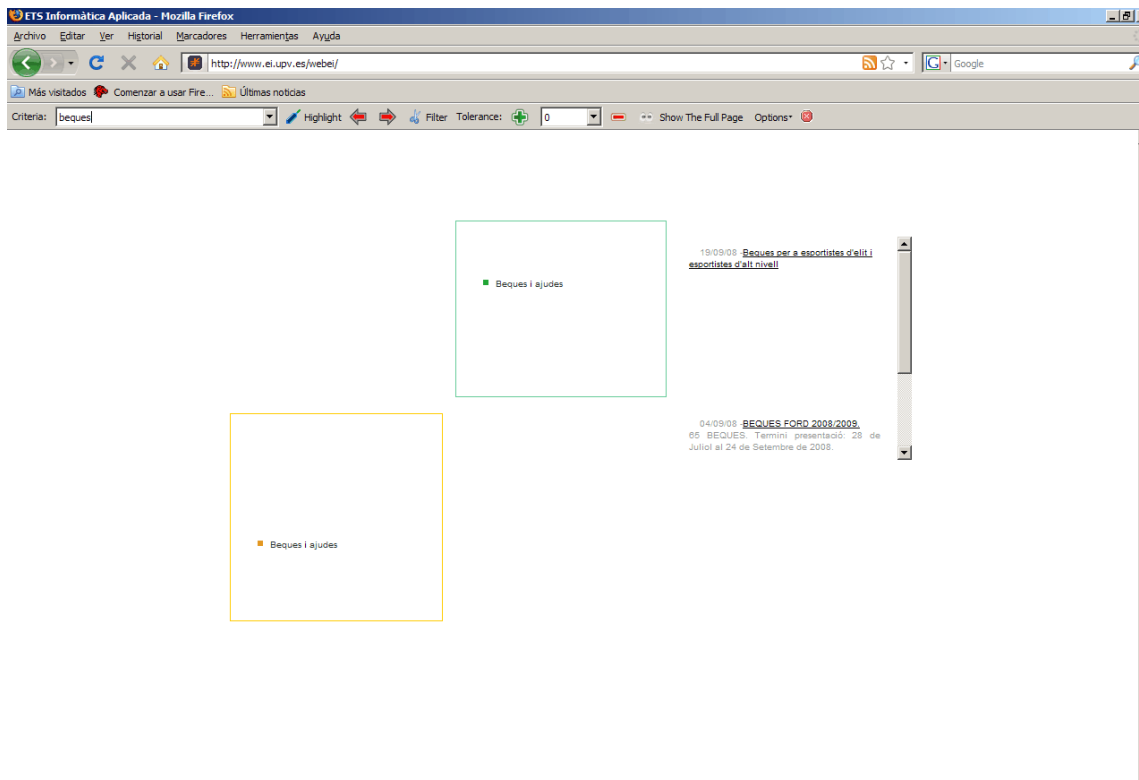 ETS Informàtica Aplicada - Mozilla Firefox
Archivo Editar Ver Historial Marcadores Herramientas Ayuda
http://www.ei.upv.es/webei/ G Google
Más visitados Comenzar a usar Fire... Últimas noticias
Criteria: beques Highlight Filter Tolerance: 0 Show The Full Page Options
19/09/08 -Beques per a esportistes d'elit i
esportistes d'alt nivell
Beques i ajudes
04/09/08 -BEQUES FORD 2008/2009.
65 BEQUES. Termini presentació: 28 de
Juliol al 24 de Setembre de 2008.
Beques i ajudes